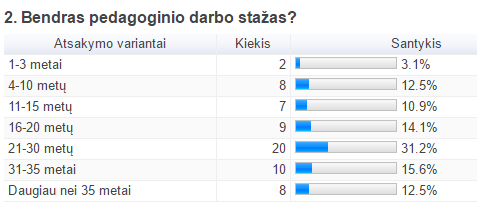 2. Bendras pedagoginio darbo stažas?
Atsakymo variantai Kiekis Santykis
1-3 metai 2 3.1%
4-10 metų 8 12.5%
11-15 metų 7 10.9%
16-20 metų 9 14.1%
21-30 metų 20 31.2%
31-35 metai 10 15.6%
Daugiau nei 35 metai 8 12.5%